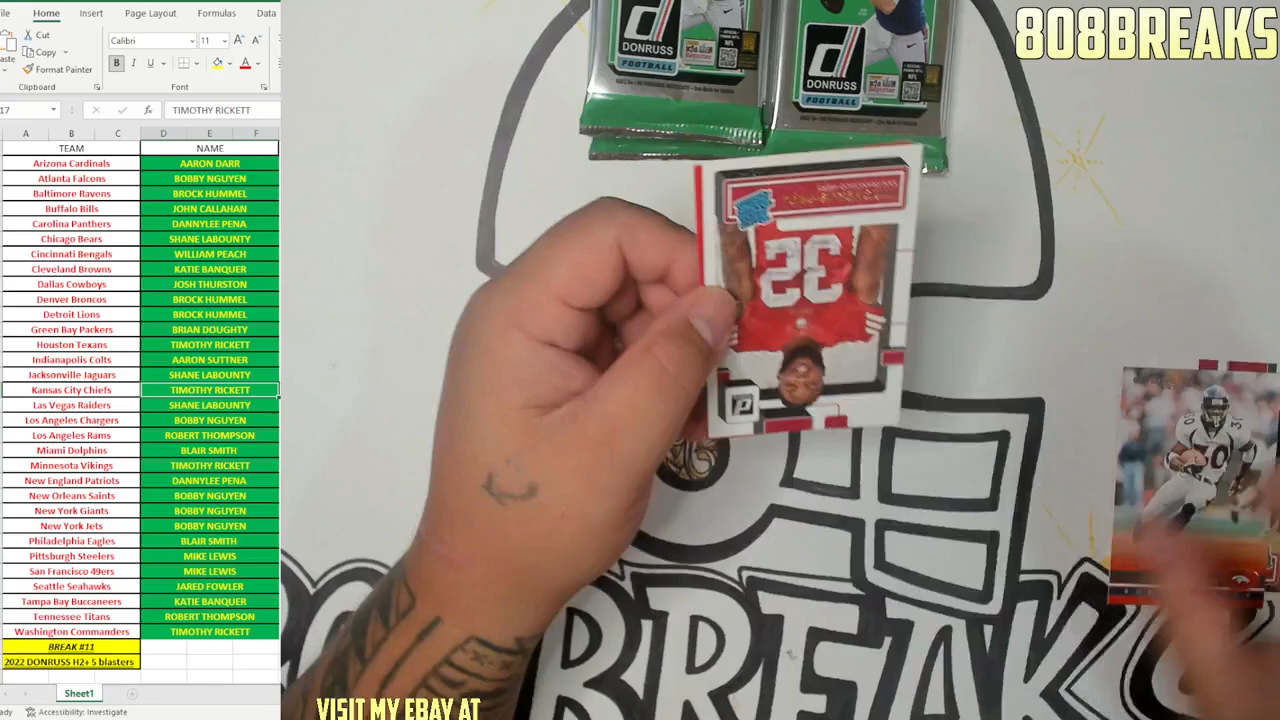 File Home Insert Page Layout Formulas Data
Cut
Copy
Format Painter
Calibri 11
B I U
Clipboard Font
17 TIMOTHY RICKETT
A B C D E F
TEAM NAME
Arizona Cardinals AARON DARR
Atlanta Falcons BOBBY NGUYEN
Baltimore Ravens BROCK HUMMEL
Buffalo Bills JOHN CALLAHAN
Carolina Panthers DANNYLEE PENA
Chicago Bears SHANE LABOUNTY
Cincinnati Bengals WILLIAM PEACH
Cleveland Browns KATIE BANQUER
Dallas Cowboys JOSH THURSTON
Denver Broncos BROCK HUMMEL
Detroit Lions BROCK HUMMEL
Green Bay Packers BRIAN DOUGHTY
Houston Texans TIMOTHY RICKETT
Indianapolis Colts AARON SUTTNER
Jacksonville Jaguars SHANE LABOUNTY
Kansas City Chiefs TIMOTHY RICKETT
Las Vegas Raiders SHANE LABOUNTY
Los Angeles Chargers BOBBY NGUYEN
Los Angeles Rams ROBERT THOMPSON
Miami Dolphins BLAIR SMITH
Minnesota Vikings TIMOTHY RICKETT
New England Patriots DANNYLEE PENA
New Orleans Saints BOBBY NGUYEN
New York Giants BOBBY NGUYEN
New York Jets BOBBY NGUYEN
Philadelphia Eagles BLAIR SMITH
Pittsburgh Steelers MIKE LEWIS
San Francisco 49ers MIKE LEWIS
Seattle Seahawks JARED FOWLER
Tampa Bay Buccaneers KATIE BANQUER
Tennessee Titans ROBERT THOMPSON
Washington Commanders TIMOTHY RICKETT
BREAK #11
2022 DONRUSS H2+ 5 blasters
Sheet1
Accessibility: Investigate
808BREAKS
DONRUSS
FOOTBALL
DONRUSS
FOOTBALL
NFL
32
30
BREAKS
VISIT MY EBAY AT